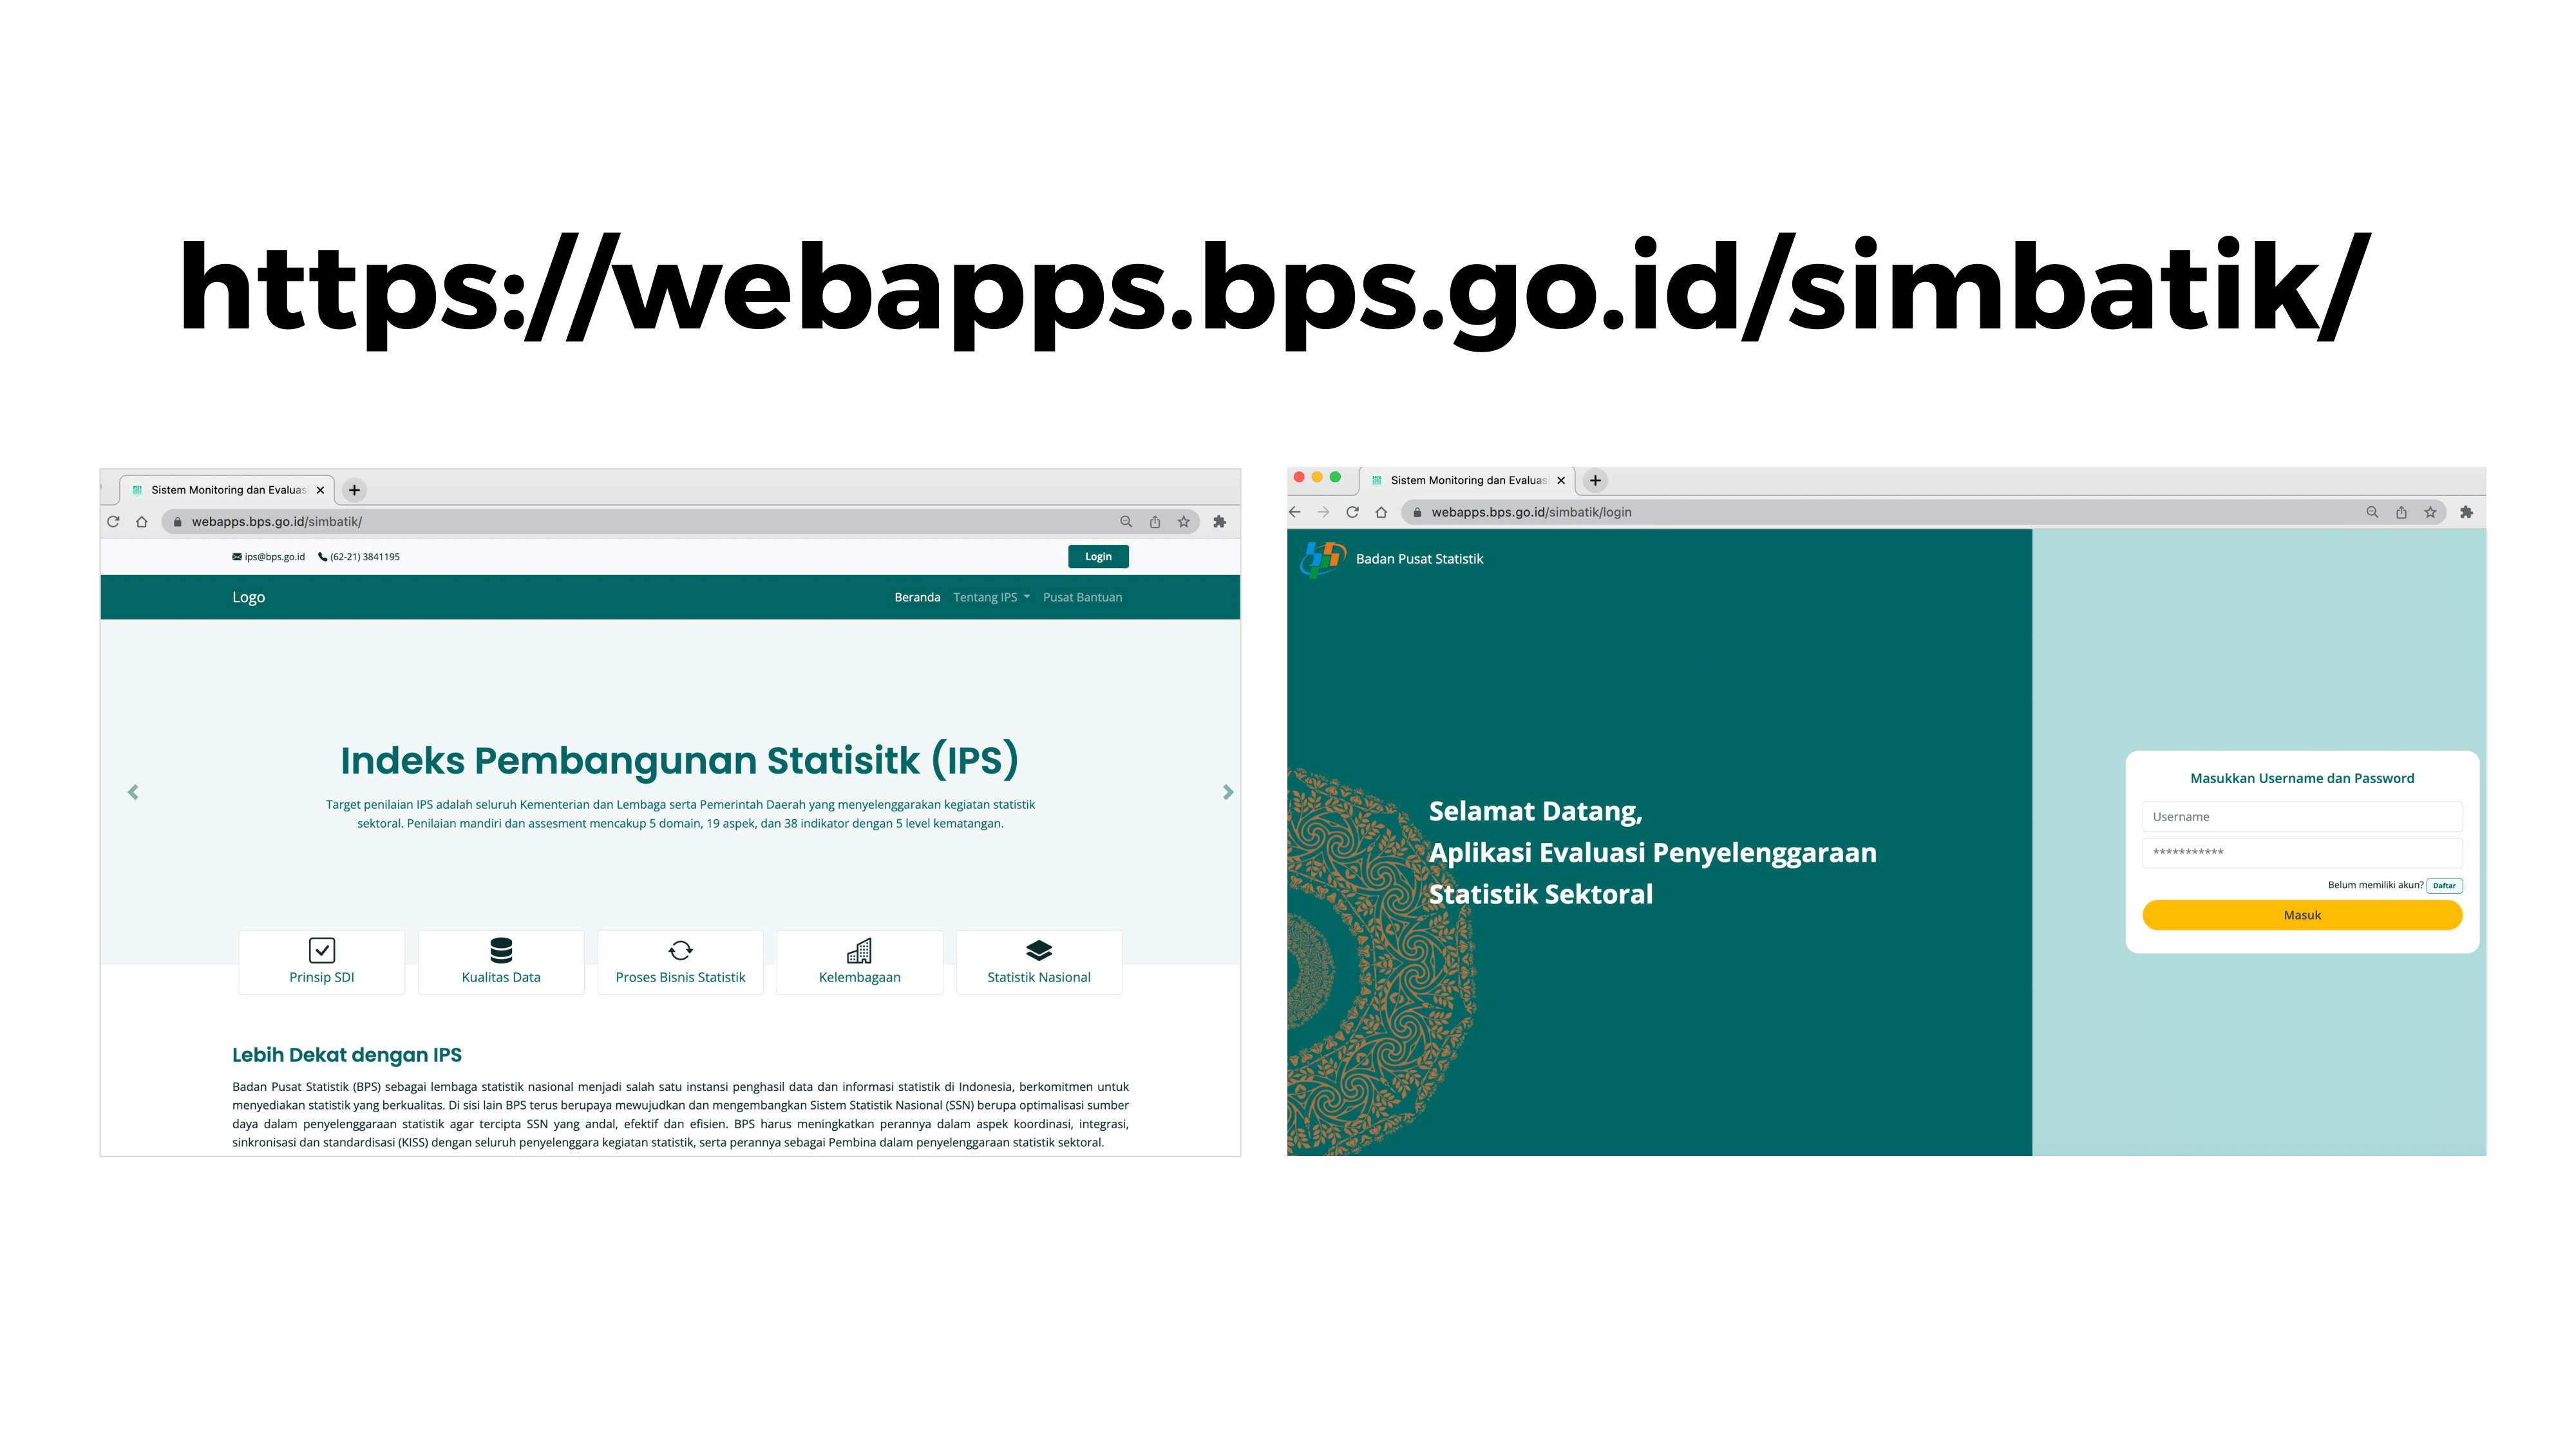 https://webapps.bps.go.id/simbatik/
Sistem Monitoring dan Evaluas
webapps.bps.go.id/simbatik/
ips@bps.go.id (62-21) 3841195
Login
Logo
Beranda Tentang IPS Pusat Bantuan
Indeks Pembangunan Statisitk (IPS)
Target penilaian IPS adalah seluruh Kementerian dan Lembaga serta Pemerintah Daerah yang menyelenggarakan kegiatan statistik
sektoral. Penilaian mandiri dan assesment mencakup 5 domain, 19 aspek, dan 38 indikator dengan 5 level kematangan.
Prinsip SDI
Kualitas Data
Proses Bisnis Statistik
Kelembagaan
Statistik Nasional
Lebih Dekat dengan IPS
Badan Pusat Statistik (BPS) sebagai lembaga statistik nasional menjadi salah satu instansi penghasil data dan informasi statistik di Indonesia, berkomitmen untuk
menyediakan statistik yang berkualitas. Di sisi lain BPS terus berupaya mewujudkan dan mengembangkan Sistem Statistik Nasional (SSN) berupa optimalisasi sumber
daya dalam penyelenggaraan statistik agar tercipta SSN yang andal, efektif dan efisien. BPS harus meningkatkan perannya dalam aspek koordinasi, integrasi,
sinkronisasi dan standardisasi (KISS) dengan seluruh penyelenggara kegiatan statistik, serta perannya sebagai Pembina dalam penyelenggaraan statistik sektoral.
Sistem Monitoring dan Evaluas
webapps.bps.go.id/simbatik/login
Badan Pusat Statistik
Selamat Datang,
Aplikasi Evaluasi Penyelenggaraan
Statistik Sektoral
Masukkan Username dan Password
Username
***********
Belum memiliki akun? Daftar
Masuk